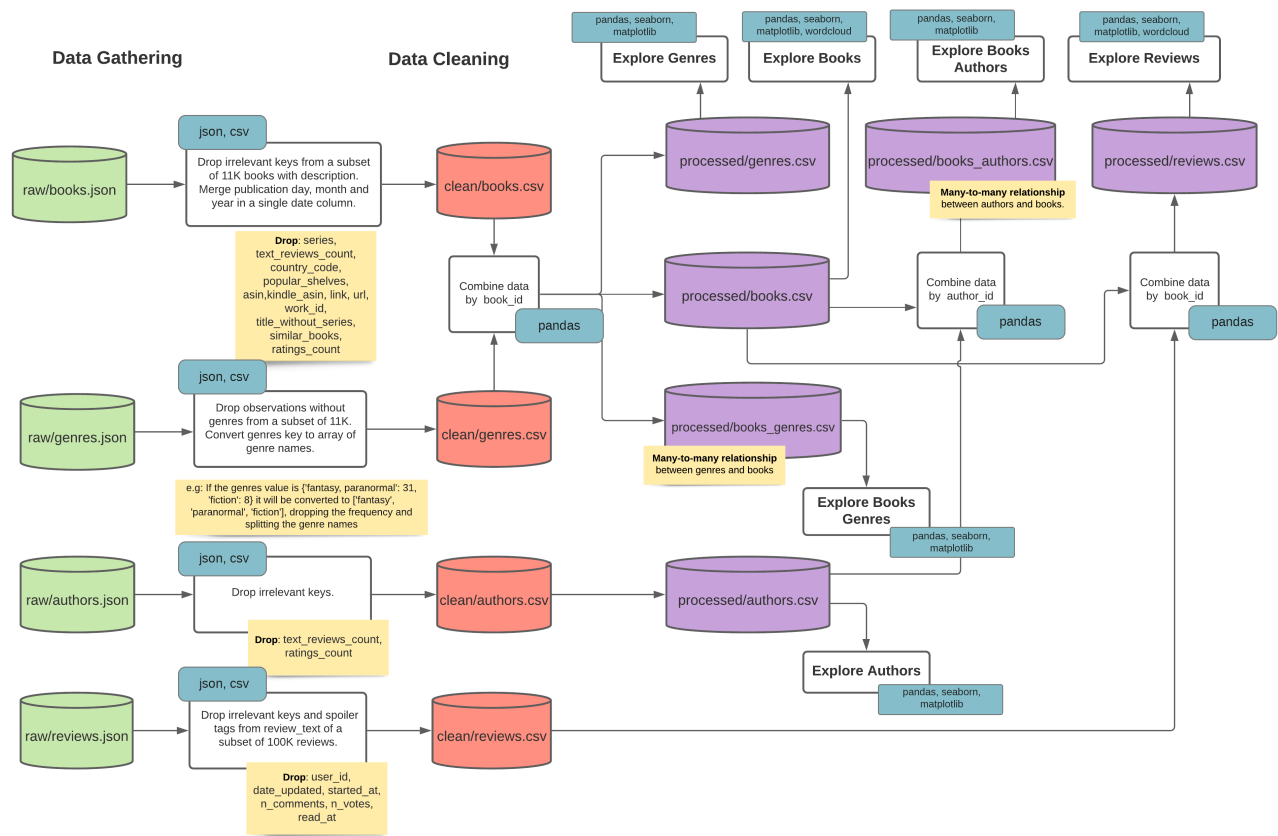 Data Gathering
Data Cleaning
pandas, seaborn,
matplotlib
Explore Genres
pandas, seaborn,
matplotlib, wordcloud
Explore Books
pandas, seaborn,
matplotlib
Explore Books
Authors
pandas, seaborn,
matplotlib, wordcloud
Explore Reviews
json, csv
raw/books.json
Drop irrelevant keys from a subset
of 11K books with description.
Merge publication day, month and
year in a single date column.
clean/books.csv
processed/genres.csv
processed/books_authors.csv
processed/reviews.csv
Many-to-many relationship
between authors and books.
Drop: series,
text_reviews_count,
country_code,
popular_shelves,
asin,kindle_asin, link, url,
work_id,
title_without_series,
similar_books,
ratings_count
Combine data
by book_id
pandas
processed/books.csv
Combine data
by author_id
pandas
Combine data
by book_id
pandas
json, csv
raw/genres.json
Drop observations without
genres from a subset of 11K.
Convert genres key to array of
genre names.
clean/genres.csv
processed/books_genres.csv
Many-to-many relationship
between genres and books
e.g: If the genres value is {'fantasy, paranormal': 31,
'fiction': 8} it will be converted to ['fantasy',
'paranormal', 'fiction'], dropping the frequency and
splitting the genre names
Explore Books
Genres
pandas, seaborn,
matplotlib
json, csv
raw/authors.json
Drop irrelevant keys.
clean/authors.csv
processed/authors.csv
Drop: text_reviews_count,
ratings_count
Explore Authors
pandas, seaborn,
matplotlib
json, csv
raw/reviews.json
Drop irrelevant keys and spoiler
tags from review_text of a
subset of 100K reviews.
clean/reviews.csv
Drop: user_id,
date_updated, started_at,
n_comments, n_votes,
read_at